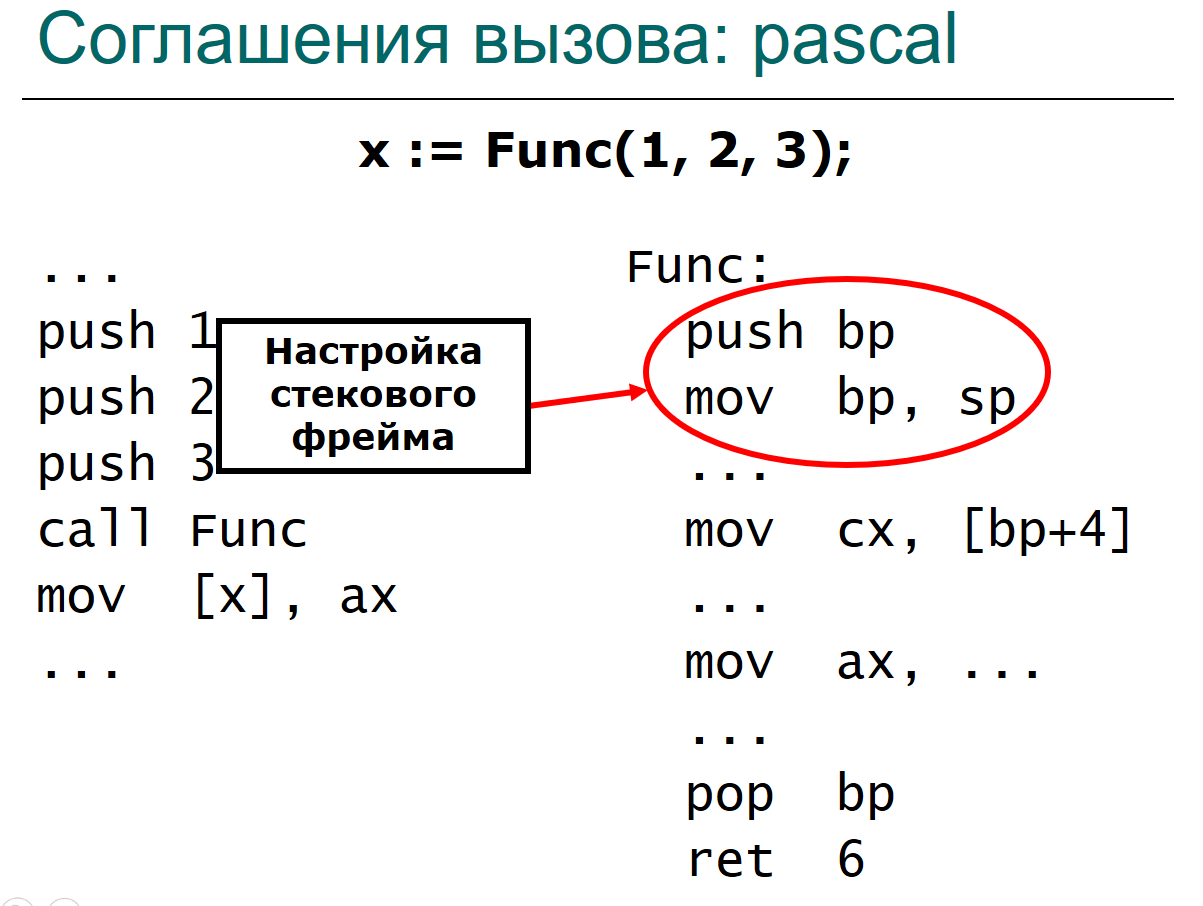 Соглашения вызова: pascal
x := Func(1, 2, 3);
...
push 1
push 2
push 3
call Func
mov [x], ax
...
Настройка
стекового
фрейма
Func:
push bp
mov bp, sp
...
mov cx, [bp+4]
...
mov ax, ...
...
pop bp
ret 6